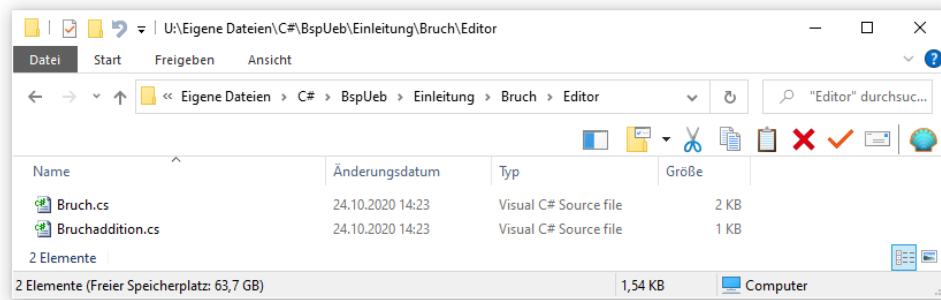 U:\Eigene Dateien\C#\BspUeb\Einleitung\Bruch\Editor
Datei Start Freigeben Ansicht
« Eigene Dateien > C# > BspUeb > Einleitung > Bruch > Editor "Editor" durchsuc...
Name Änderungsdatum Typ Größe
Bruch.cs 24.10.2020 14:23 Visual C# Source file 2 KB
Bruchaddition.cs 24.10.2020 14:23 Visual C# Source file 1 KB
2 Elemente
2 Elemente (Freier Speicherplatz: 63,7 GB) 1,54 KB Computer